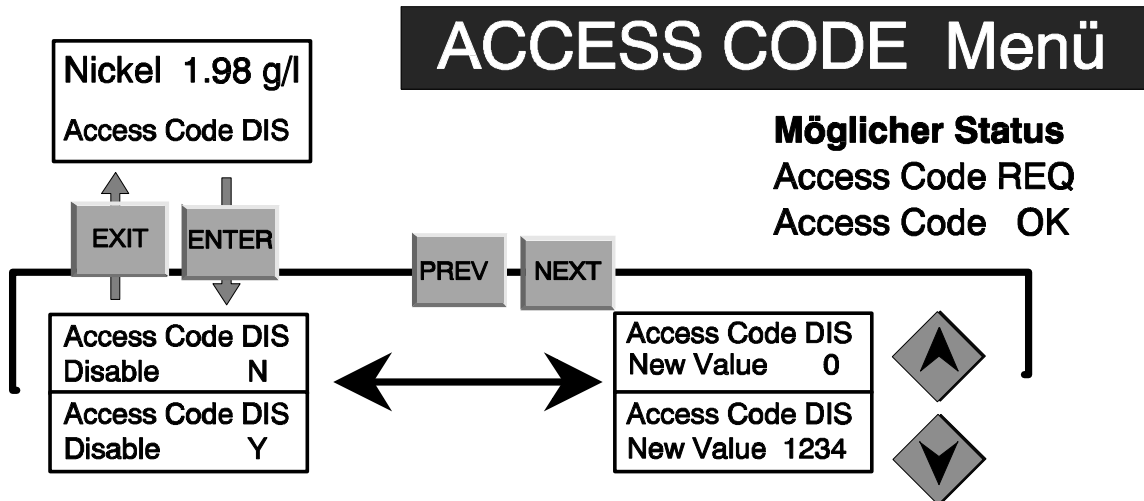 ACCESS CODE Menü
Nickel 1.98 g/l
Access Code DIS
Möglicher Status
Access Code REQ
Access Code OK
EXIT
ENTER
PREV
NEXT
Access Code DIS
Disable N
Access Code DIS
Disable Y
Access Code DIS
New Value 0
Access Code DIS
New Value 1234